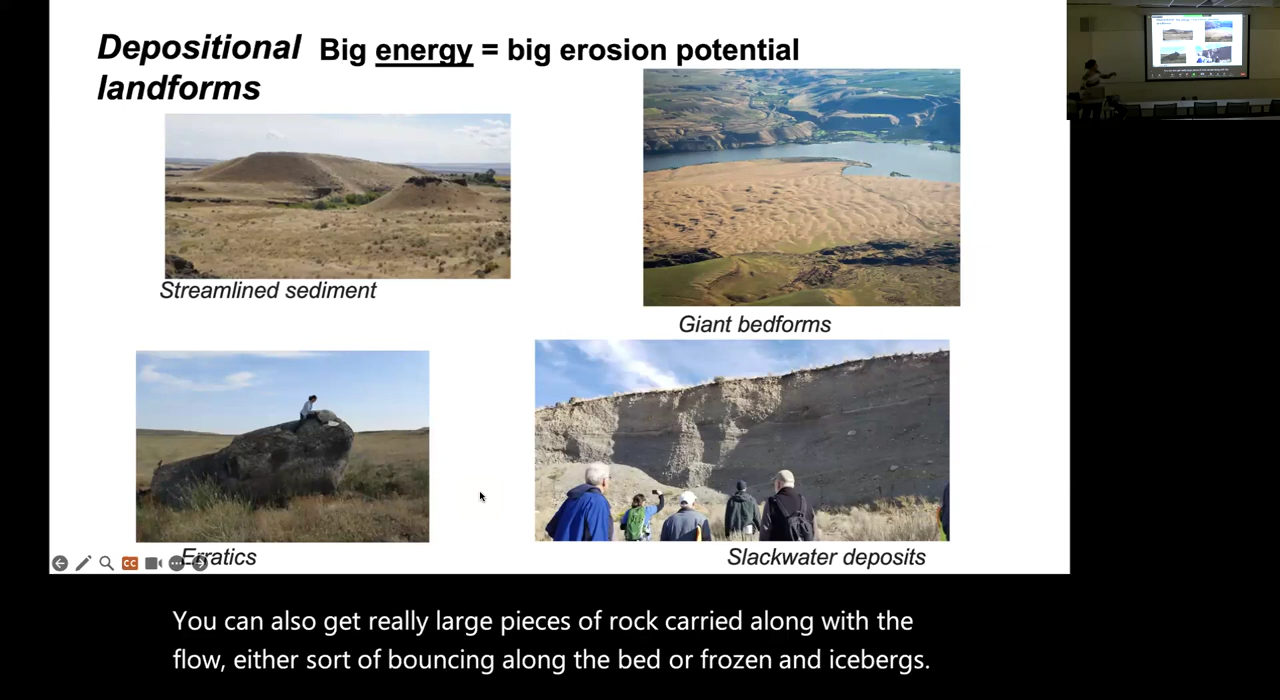 Depositional Big energy = big erosion potential
landforms
Streamlined sediment
Giant bedforms
Erratics
Slackwater deposits
CC
You can also get really large pieces of rock carried along with the
flow, either sort of bouncing along the bed or frozen and icebergs.